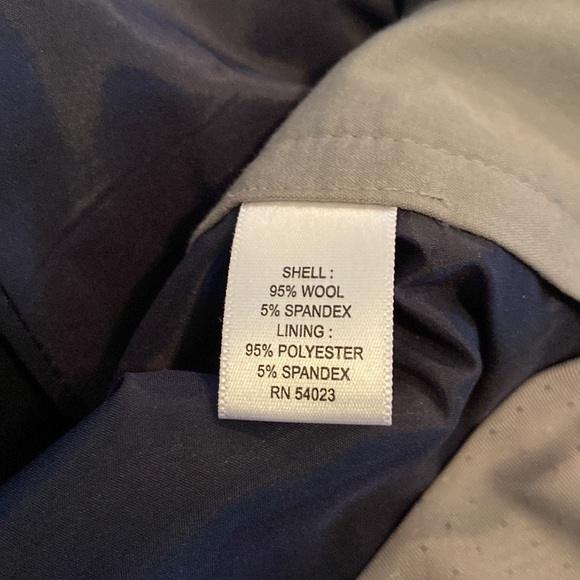 SHELL :
95% WOOL
5% SPANDEX
LINING :
95% POLYESTER
5% SPANDEX
RN 54023